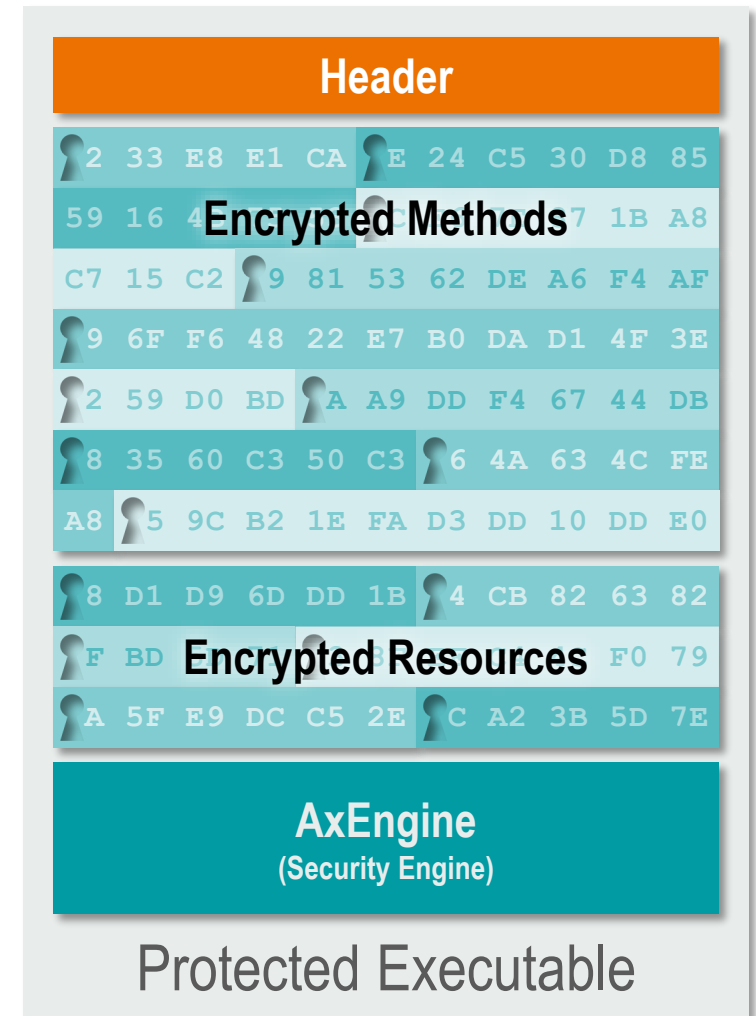 Header
2 33 E8 E1 CA E 24 C5 30 D8 85
59 16 Encrypted Methods 7 1B A8
C7 15 C2 9 81 53 62 DE A6 F4 AF
9 6F F6 48 22 E7 B0 DA D1 4F 3E
2 59 D0 BD A A9 DD F4 67 44 DB
8 35 60 C3 50 C3 6 4A 63 4C FE
A8 5 9C B2 1E FA D3 DD 10 DD E0
8 D1 D9 6D DD 1B 4 CB 82 63 82
F BD Encrypted Resources F0 79
A 5F E9 DC C5 2E C A2 3B 5D 7E
AxEngine
(Security Engine)
Protected Executable